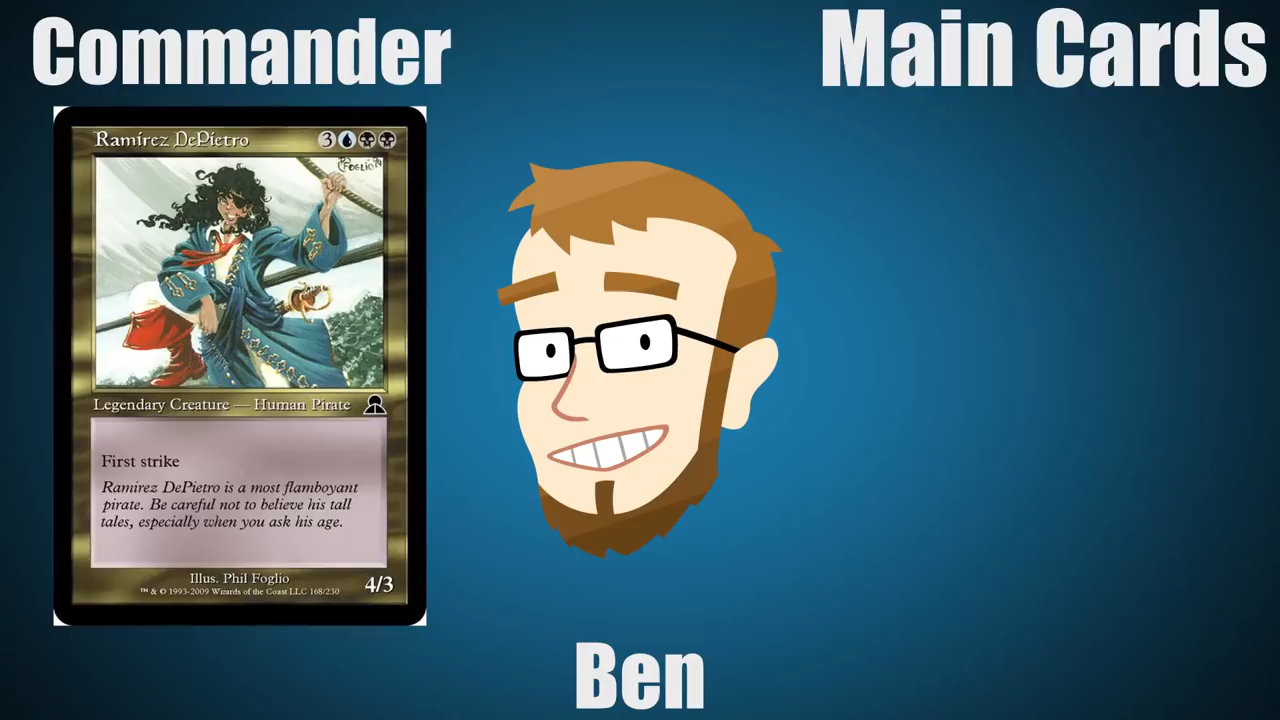 Commander
Main Cards
Ramirez DePietro 3
Foglio
Legendary Creature — Human Pirate
First strike
Ramirez DePietro is a most flamboyant
pirate. Be careful not to believe his tall
tales, especially when you ask his age.
Illus. Phil Foglio
™ & © 1993-2009 Wizards of the Coast LLC 168/230
4/3
Ben